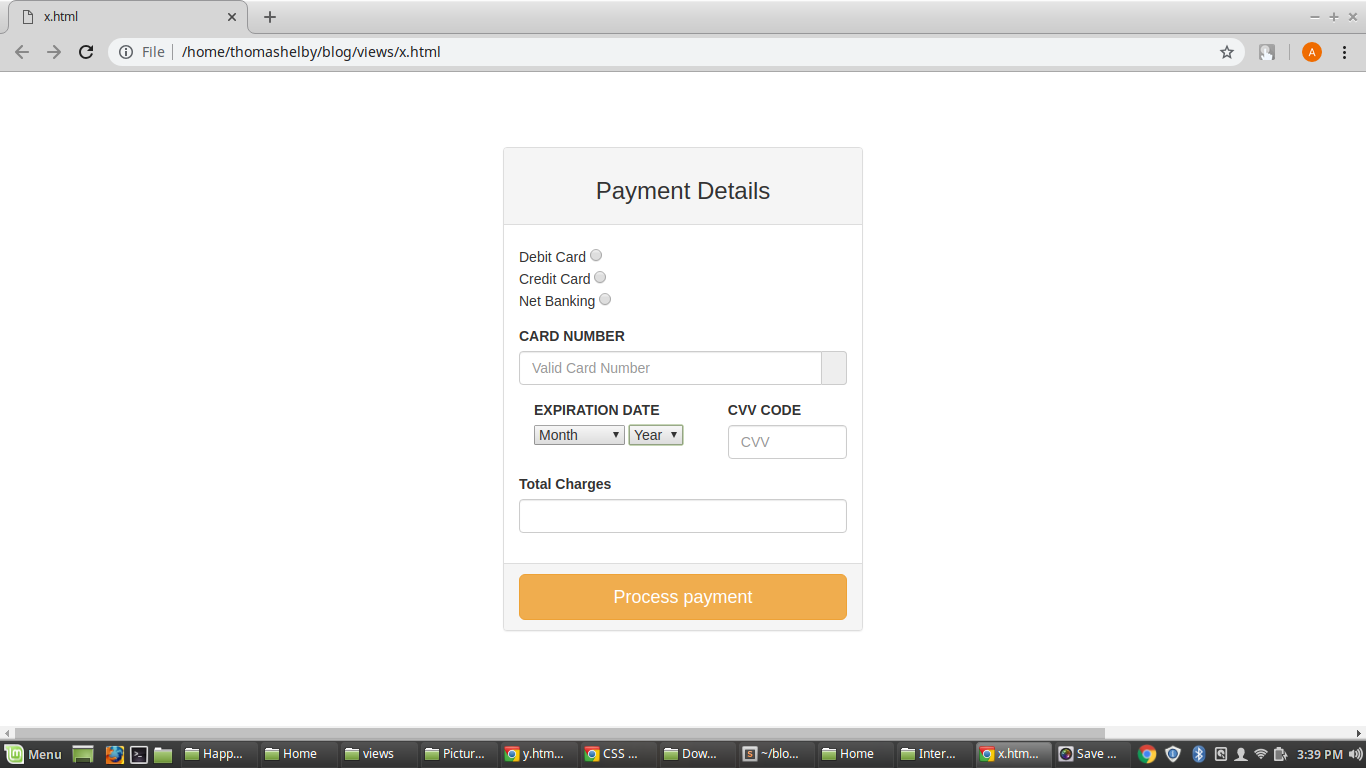 x.html
File /home/thomashelby/blog/views/x.html
A
Payment Details
Debit Card
Credit Card
Net Banking
CARD NUMBER
Valid Card Number
EXPIRATION DATE CVV CODE
Month Year CVV
Total Charges
Process payment
Menu Happ... Home views Pictur... y.htm... CSS ... Dow... ~/blo... Home Inter... x.htm... Save ... 3:39 PM